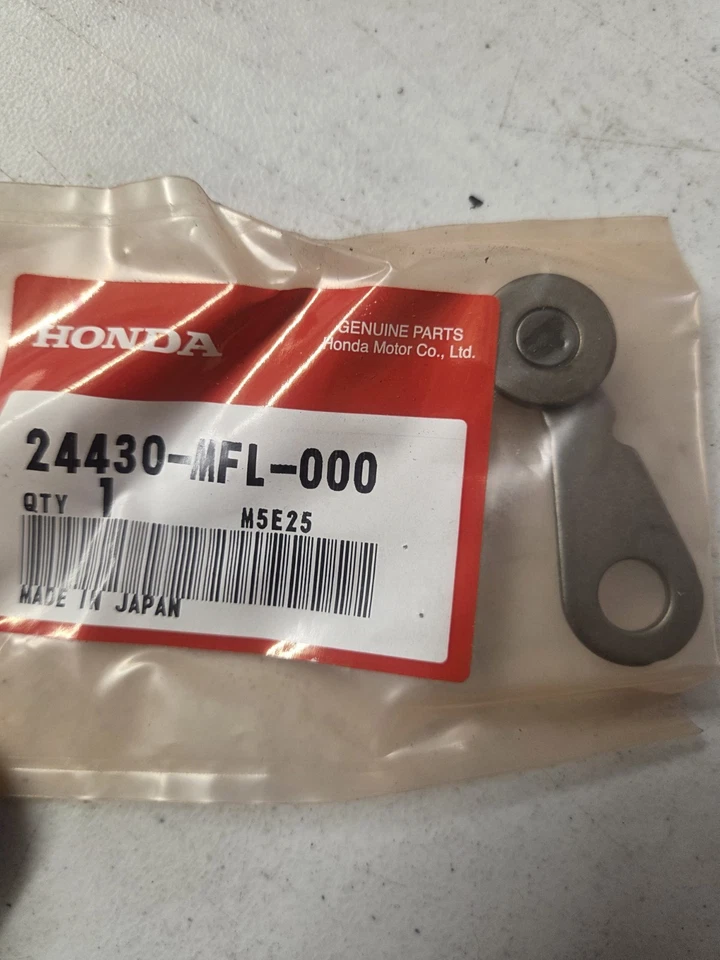 HONDA
GENUINE PARTS
Honda Motor Co., Ltd.
24430-MFL-000
QTY 1 M5E25
MADE IN JAPAN